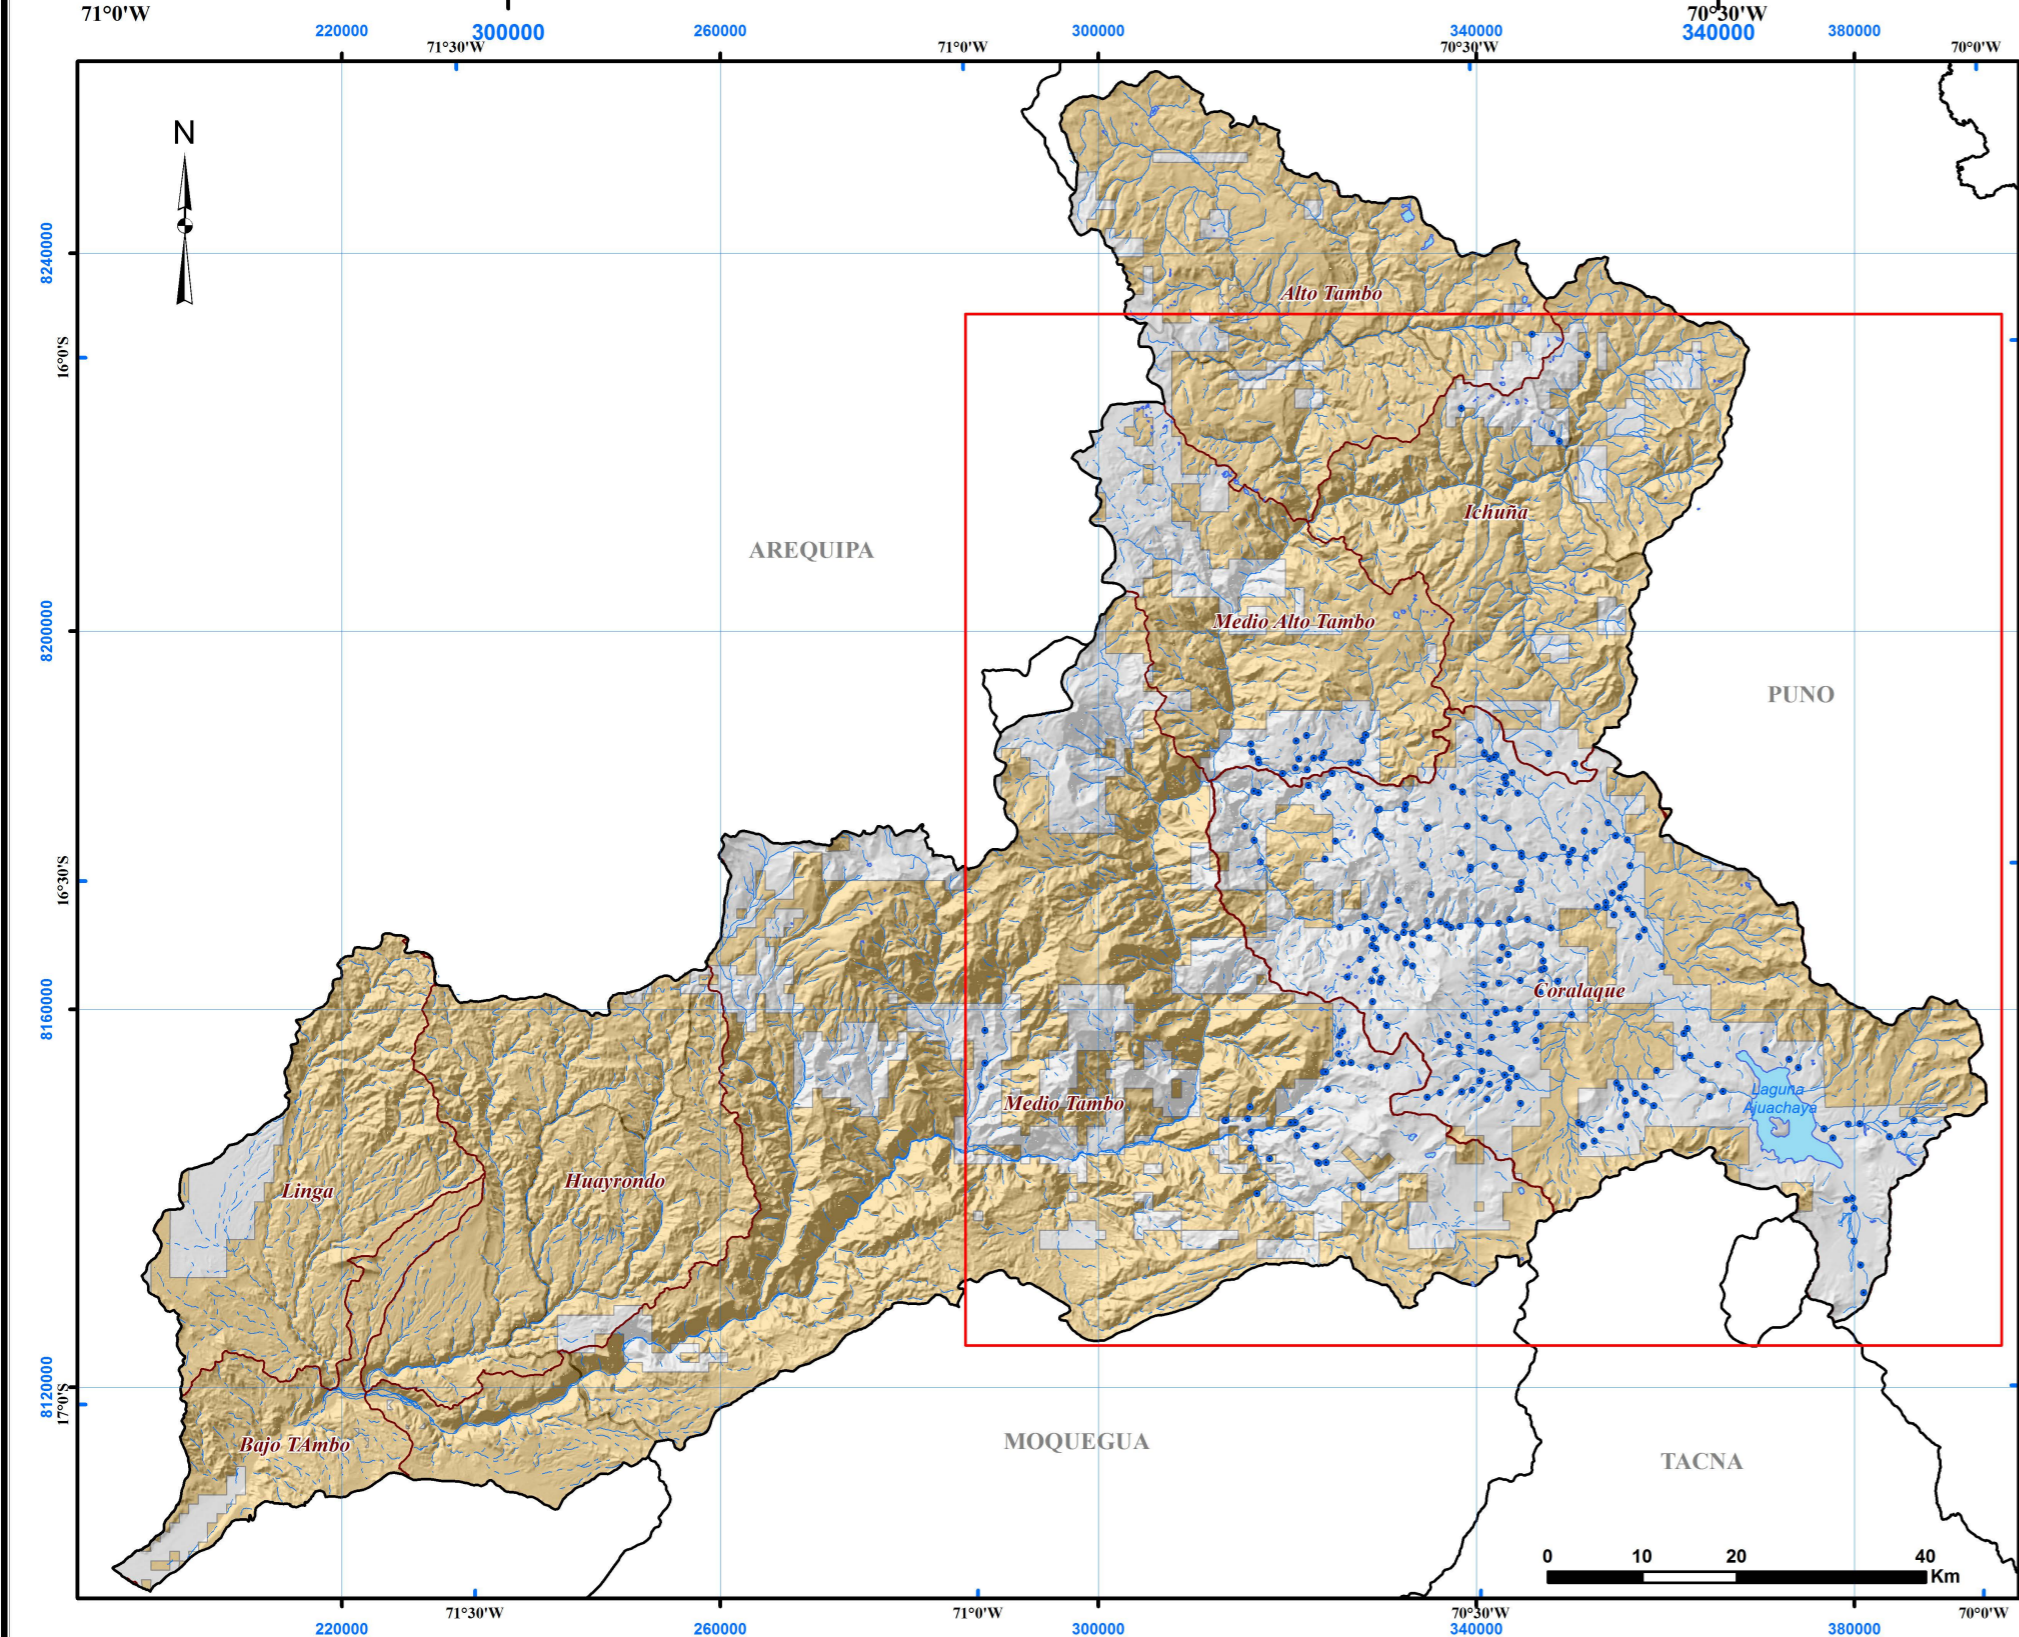 71°0'W
70°30'W
220000
300000
260000
300000
340000
340000
380000
71°30'W
71°0'W
70°30'W
70°0'W
N
8240000
Alto Tambo
16°0'S
Ichuña
AREQUIPA
8200000
Medio Alto Tambo
PUNO
16°30'S
Coralaque
8160000
Laguna
Ajuachaya
Medio Tambo
Huayrondo
Linga
8120000
17°0'S
Bajo TAmbo
MOQUEGUA
TACNA
0 10 20 40
Km
71°30'W
71°0'W
70°30'W
70°0'W
220000
260000
300000
340000
380000